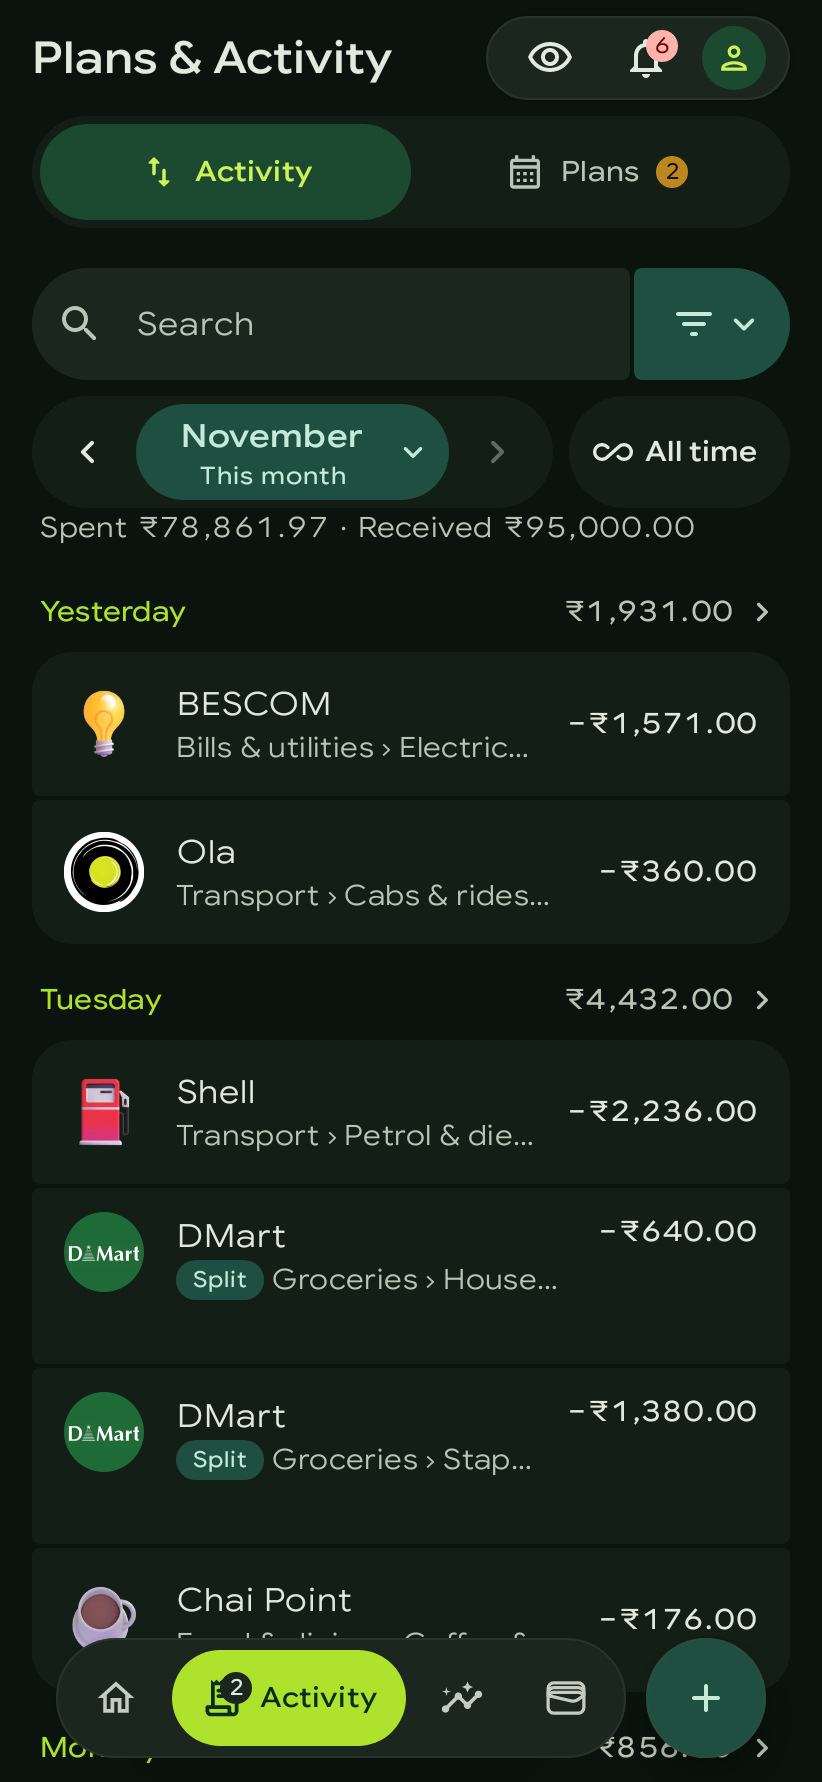 Plans & Activity
6
Activity
Plans 2
Search
November
This month
All time
Spent ₹78,861.97 · Received ₹95,000.00
Yesterday ₹1,931.00
BESCOM
−₹1,571.00
Bills & utilities › Electric...
Ola
−₹360.00
Transport › Cabs & rides...
Tuesday ₹4,432.00
Shell
−₹2,236.00
Transport › Petrol & die...
DMart
DMart
−₹640.00
Split Groceries › House...
DMart
DMart
−₹1,380.00
Split Groceries › Stap...
Chai Point
−₹176.00
2
Activity